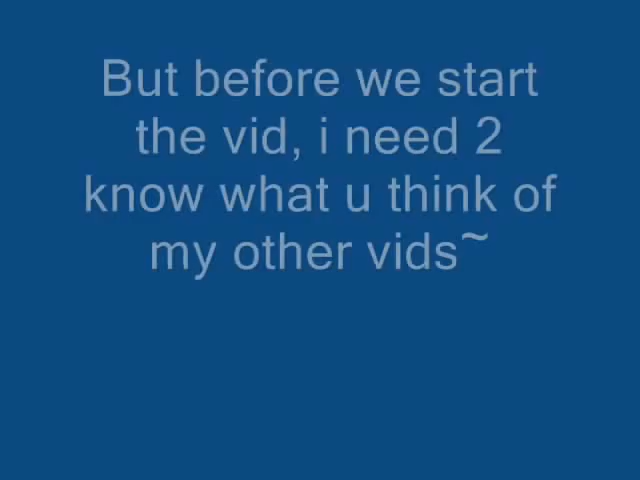 But before we start
the vid, i need 2
know what u think of
my other vids~